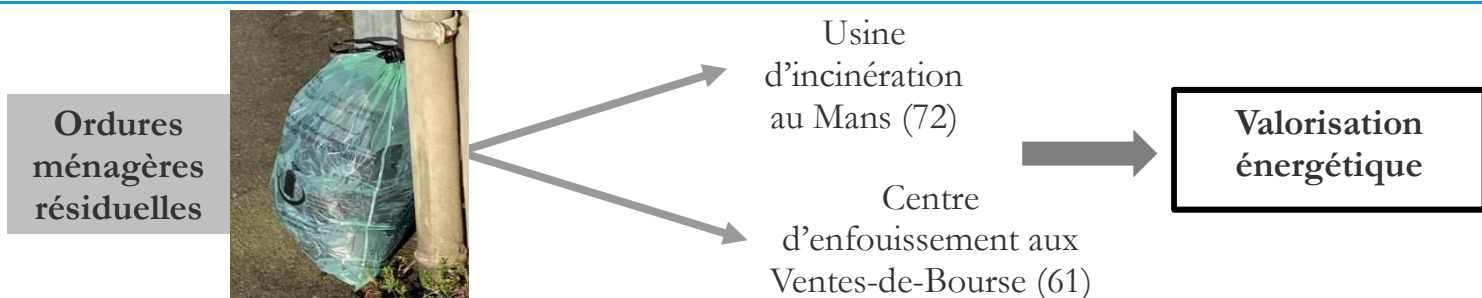 Ordures
ménagères
résiduelles
Usine
d’incinération
au Mans (72)
Centre
d’enfouissement aux
Ventes-de-Bourse (61)
Valorisation
énergétique